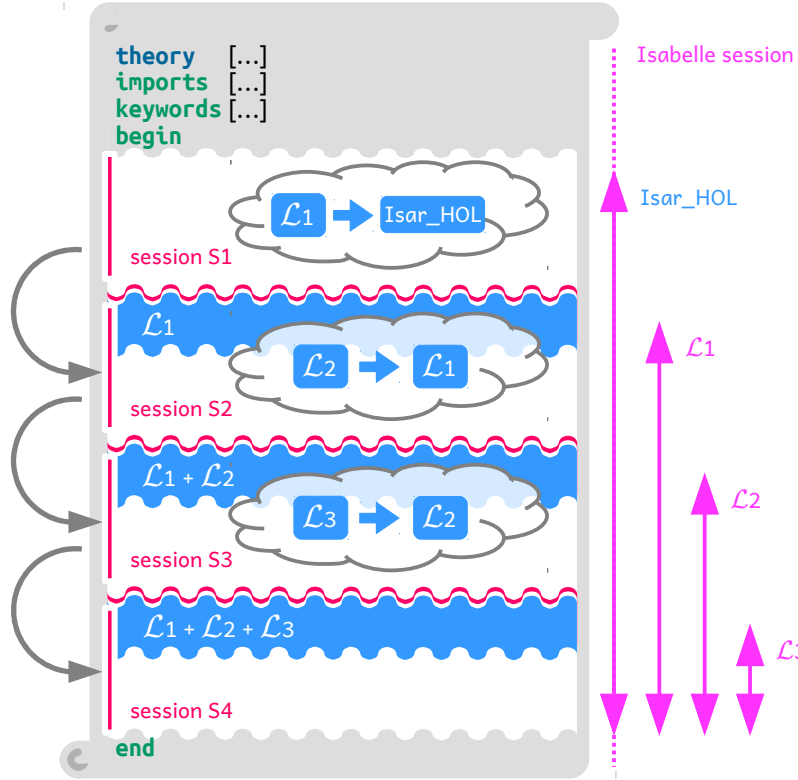 theory […]
imports […]
keywords […]
begin
Isabelle session
ℒ1 Isar_HOL
Isar_HOL
session S1
ℒ1
ℒ2 ℒ1
ℒ1
session S2
ℒ1 + ℒ2
ℒ3 ℒ2
ℒ2
session S3
ℒ1 + ℒ2 + ℒ3
ℒ3
session S4
end